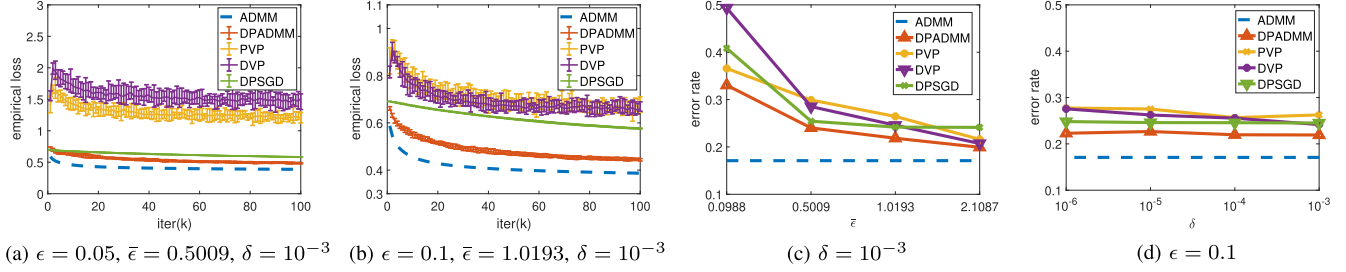 empirical loss
3
2.5
2
1.5
1
0.5
0
0 20 40 60 80 100
iter(k)
ADMM
DPADMM
PVP
DVP
DPSGD
(a) ϵ = 0.05, ε̄ = 0.5009, δ = 10⁻³
empirical loss
1.1
1
0.8
0.6
0.4
0.3
0 20 40 60 80 100
iter(k)
ADMM
DPADMM
PVP
DVP
DPSGD
(b) ϵ = 0.1, ε̄ = 1.0193, δ = 10⁻³
error rate
0.5
0.4
0.3
0.2
0.1
0.0988 0.5009 1.0193 2.1087
ε̄
ADMM
DPADMM
PVP
DVP
DPSGD
(c) δ = 10⁻³
error rate
0.5
0.4
0.3
0.2
0.1
10⁻⁶ 10⁻⁵ 10⁻⁴ 10⁻³
δ
ADMM
DPADMM
PVP
DVP
DPSGD
(d) ϵ = 0.1